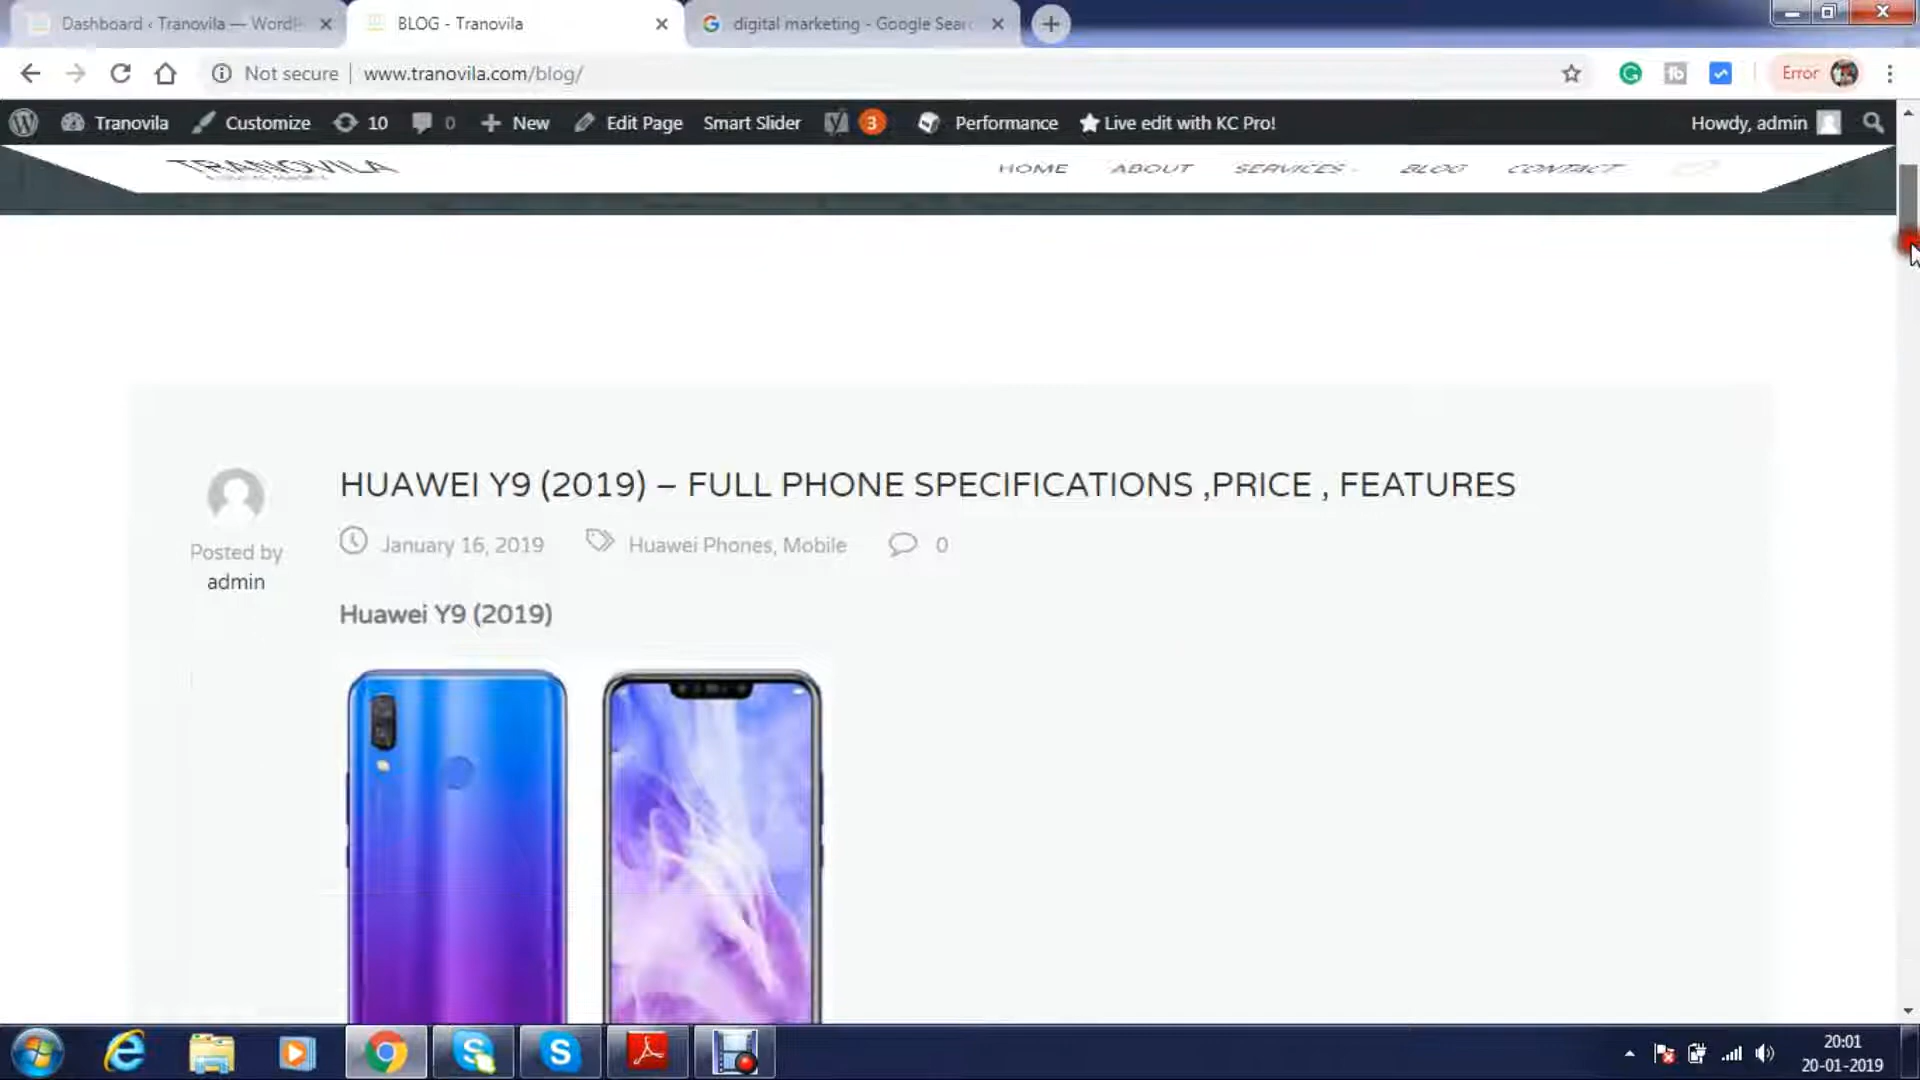 Dashboard ‹ Tranovila — WordP
BLOG - Tranovila
digital marketing - Google Searc
Not secure
www.tranovila.com/blog/
Error
Tranovila
Customize
10
0
New
Edit Page
Smart Slider
3
Performance
Live edit with KC Pro!
Howdy, admin
TRANOVILA
HOME
ABOUT
SERVICES
BLOG
CONTACT
HUAWEI Y9 (2019) – FULL PHONE SPECIFICATIONS ,PRICE , FEATURES
January 16, 2019
Huawei Phones, Mobile
0
Posted by
admin
Huawei Y9 (2019)
20:01
20-01-2019